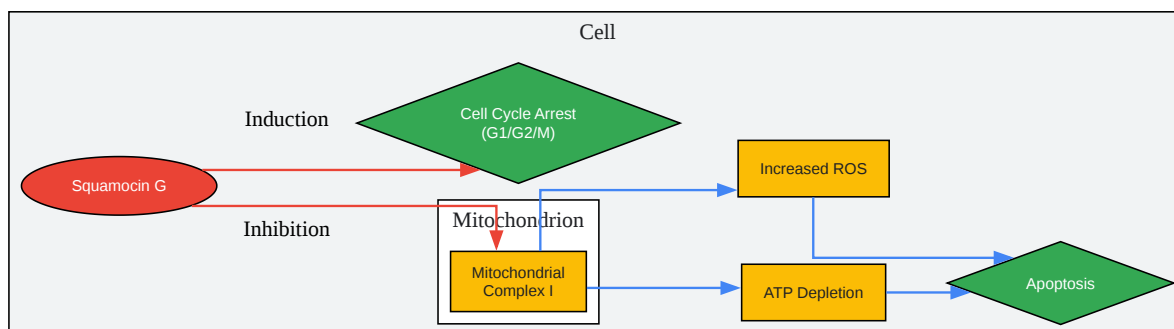 Cell
Cell Cycle Arrest
(G1/G2/M)
Induction
Increased ROS
Squamocin G
Inhibition
Mitochondrion
Mitochondrial
Complex I
ATP Depletion
Apoptosis